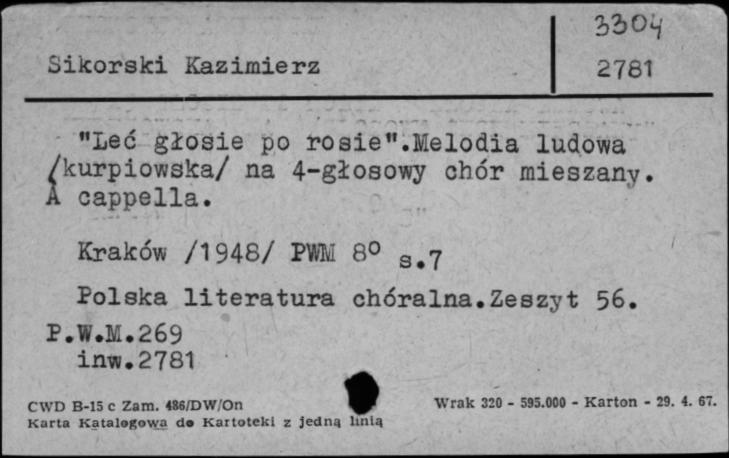 3304
Sikorski Kazimierz
2781
"Leć głosie po rosie".Melodia ludowa
/kurpiowska/ na 4-głosowy chór mieszany.
A cappella.
Kraków /1948/ PWM 8° s.7
Polska literatura chóralna.Zeszyt 56.
P.W.M.269
inw.2781
CWD B-15 c Zam. 486/DW/On
Wrak 320 - 595.000 - Karton - 29. 4. 67.
Karta Katalogowa do Kartoteki z jedną linią